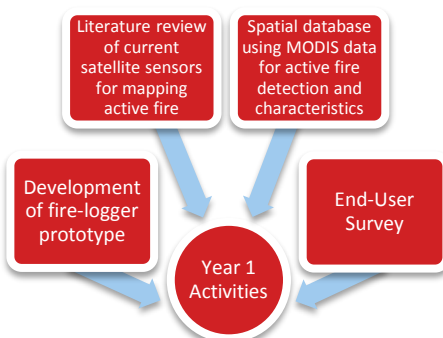 Literature review
of current
satellite sensors
for mapping
active fire
Spatial database
using MODIS data
for active fire
detection and
characteristics
Development
of fire-logger
prototype
End-User
Survey
Year 1
Activities